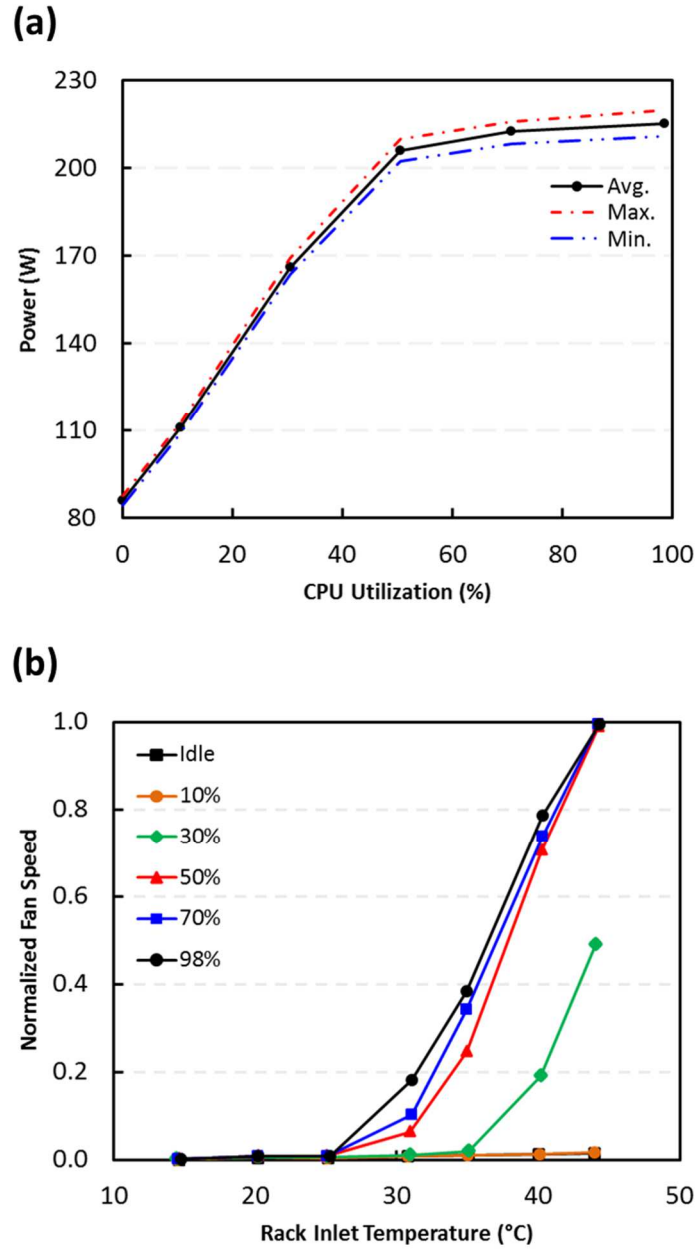 (a)
230
200
170
140
110
80
Power (W)
Avg.
Max.
Min.
0 20 40 60 80 100
CPU Utilization (%)
(b)
1.0
0.8
0.6
0.4
0.2
0.0
Normalized Fan Speed
Idle
10%
30%
50%
70%
98%
10 20 30 40 50
Rack Inlet Temperature (°C)